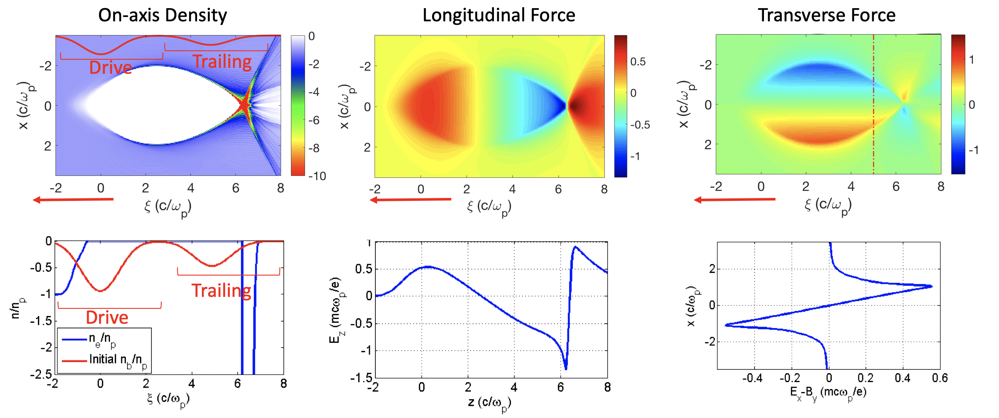 On-axis Density
Longitudinal Force
Transverse Force
Drive
Trailing
x (c/ω_p)
-2
0
2
-2 0 2 4 6 8
ξ (c/ω_p)
0
-2
-4
-6
-8
-10
x (c/ω_p)
-2
0
2
-2 0 2 4 6 8
ξ (c/ω_p)
0.5
0
-0.5
-1
x (c/ω_p)
-2
0
2
-2 0 2 4 6 8
ξ (c/ω_p)
1
0
-1
n/n_p
0
-0.5
-1
-1.5
-2
-2.5
Trailing
Drive
n_e/n_p
Initial n_b/n_p
-2 0 2 4 6 8
ξ (c/ω_p)
E_z (mcω_p/e)
1
0.5
0
-0.5
-1
-1.5
-2 0 2 4 6 8
z (c/ω_p)
x (c/ω_p)
2
0
-2
-0.4 -0.2 0 0.2 0.4 0.6
E_x-B_y (mcω_p/e)